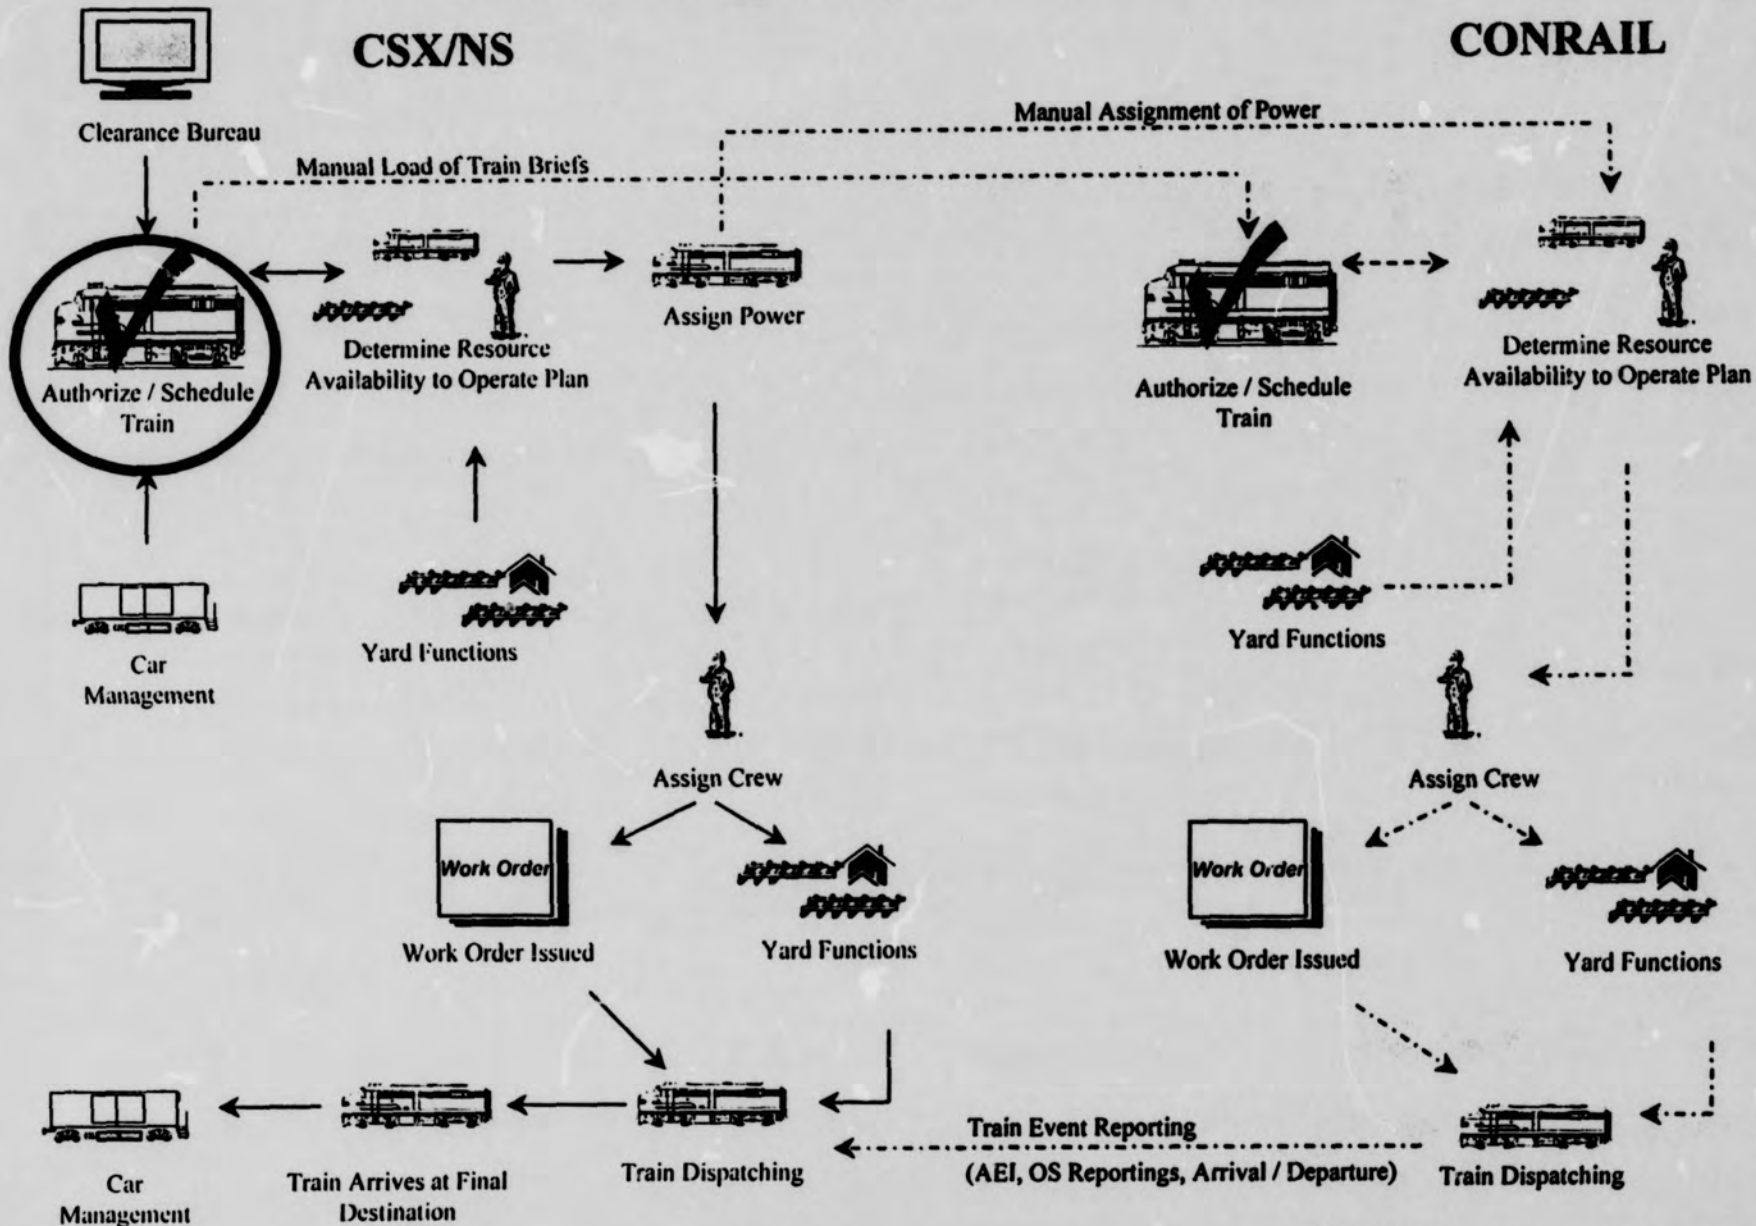 CSX/NS
CONRAIL
Clearance Bureau
Manual Assignment of Power
Manual Load of Train Briefs
Authorize / Schedule
Train
Determine Resource
Availability to Operate Plan
Assign Power
Authorize / Schedule
Train
Determine Resource
Availability to Operate Plan
Car
Management
Yard Functions
Yard Functions
Assign Crew
Assign Crew
Work Order
Work Order Issued
Yard Functions
Work Order
Work Order Issued
Yard Functions
Car
Management
Train Arrives at Final
Destination
Train Dispatching
Train Event Reporting
(AEI, OS Reportings, Arrival / Departure)
Train Dispatching